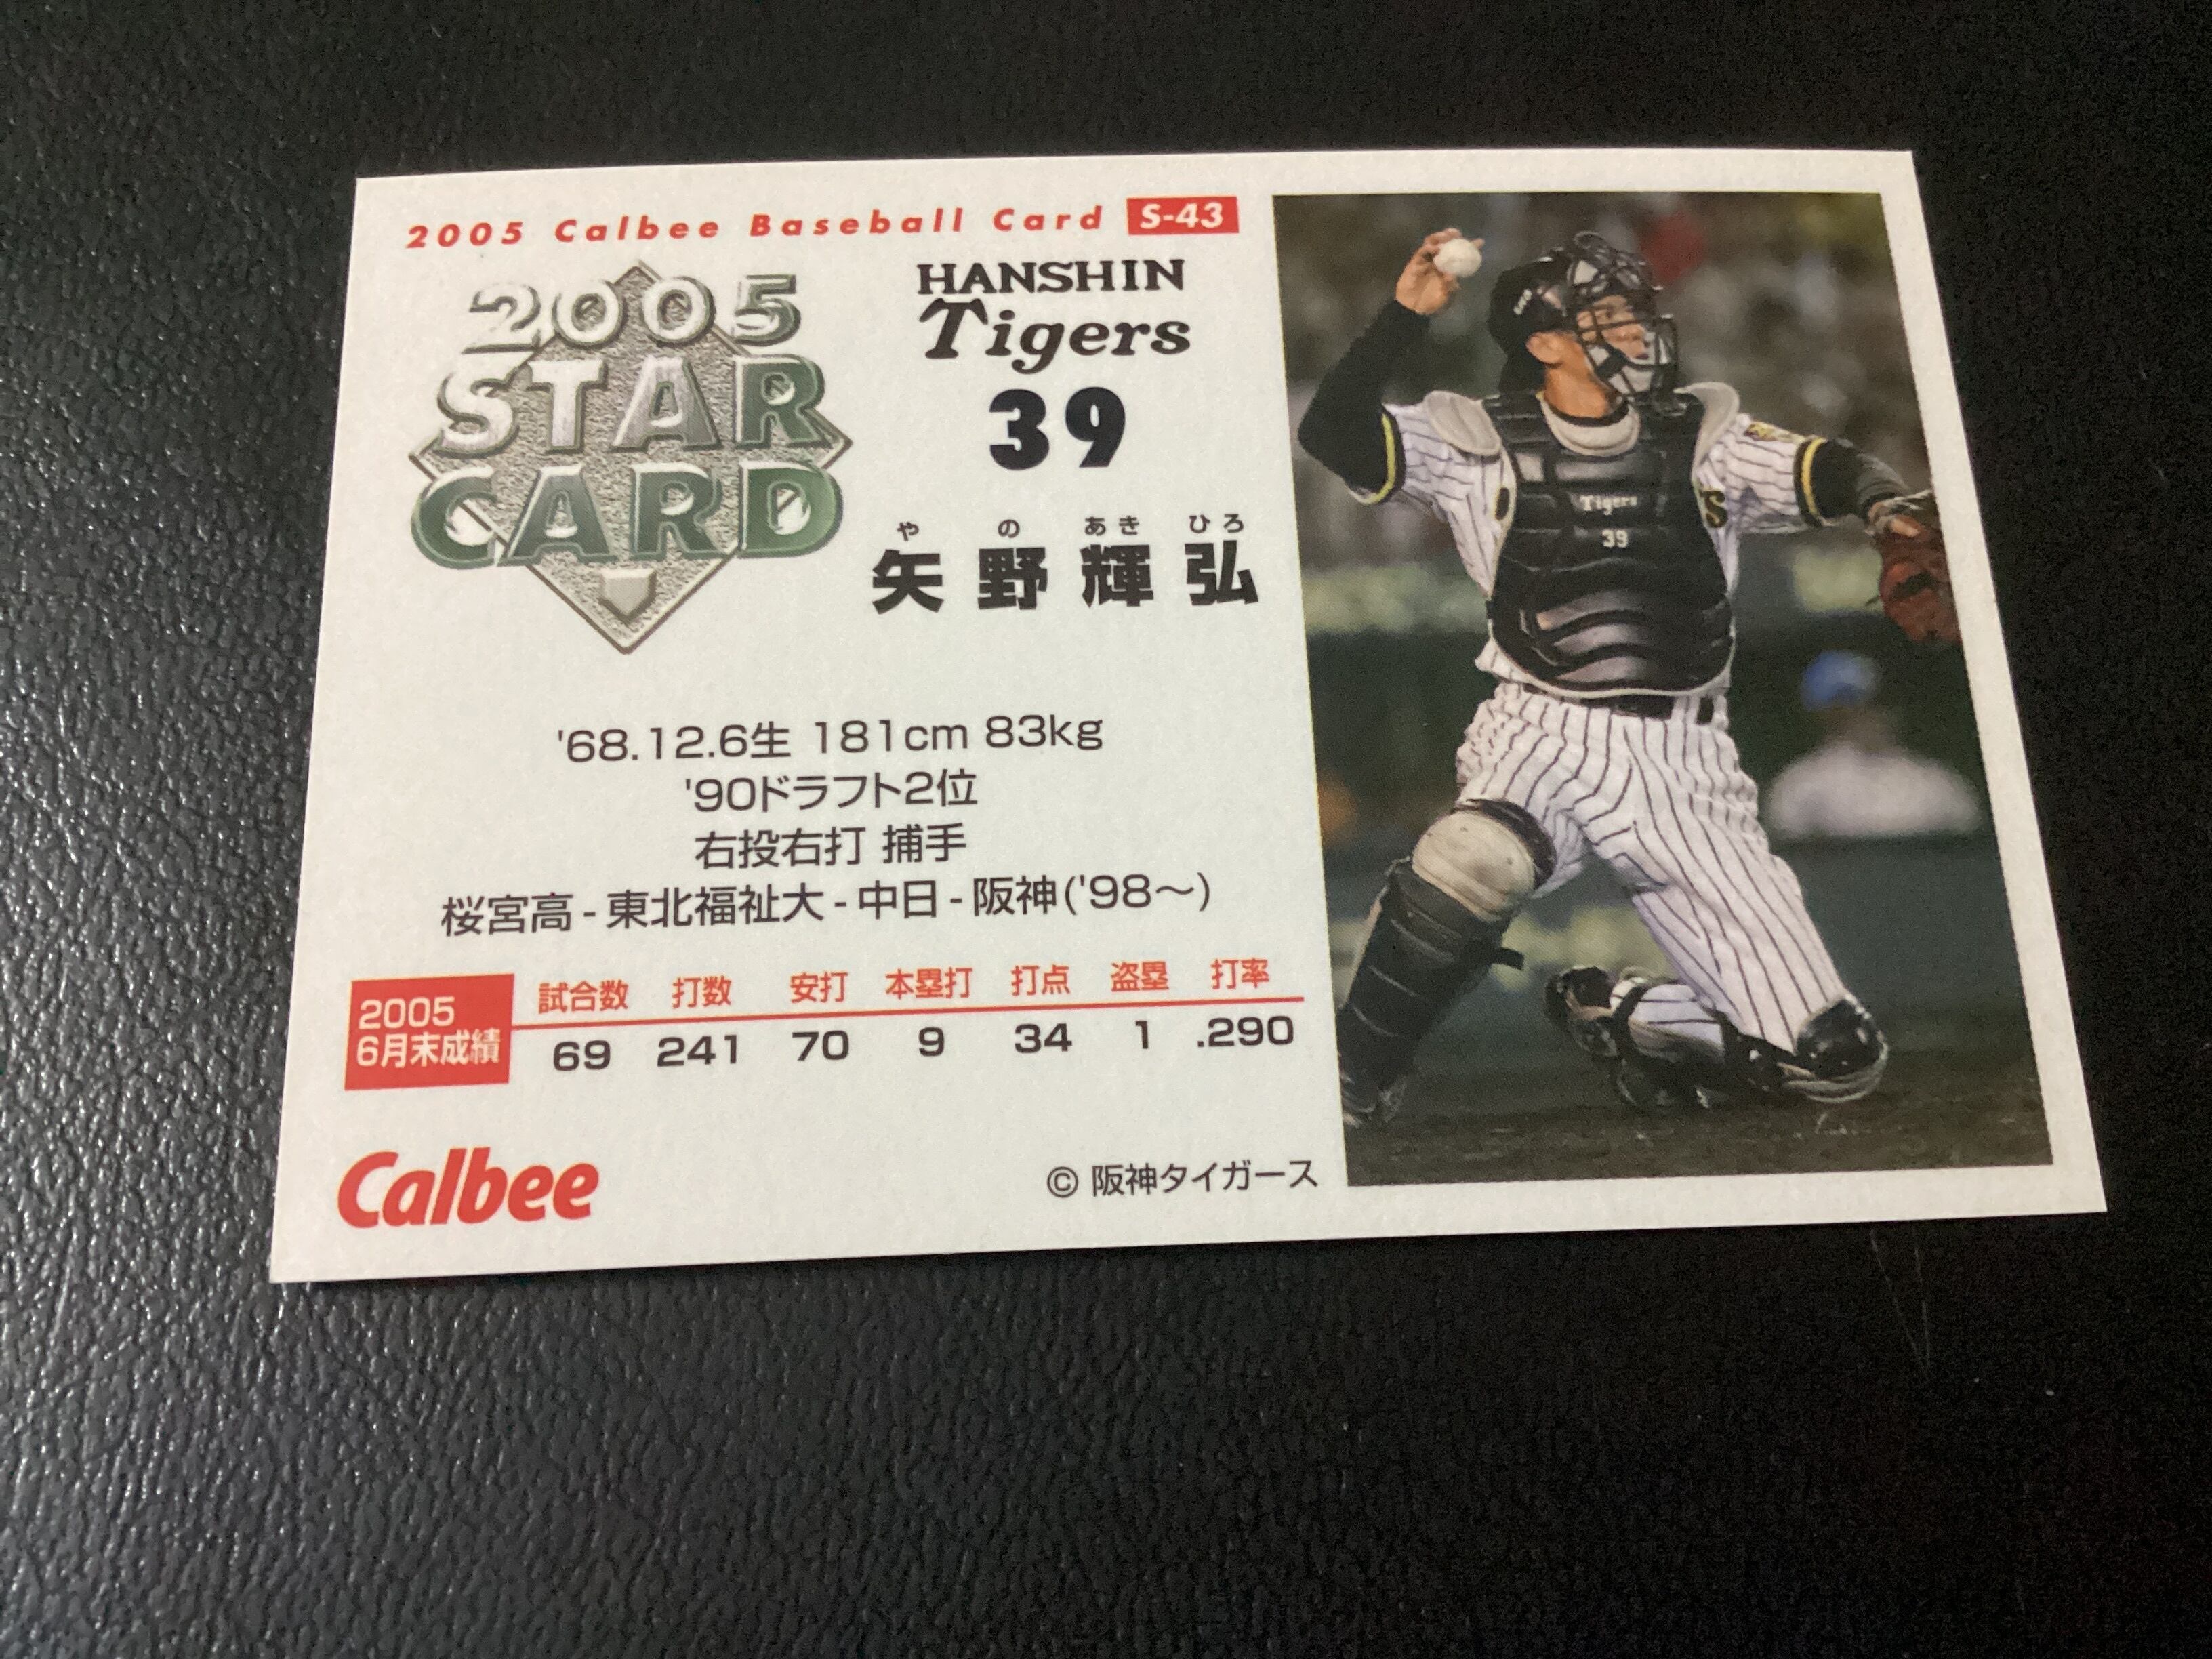 2005 Calbee Baseball Card S-43
2005
STAR
CARD
HANSHIN
Tigers
39
や の あき ひろ
矢野輝弘
'68.12.6生 181cm 83kg
'90ドラフト2位
右投右打 捕手
桜宮高-東北福祉大-中日-阪神('98～)
2005
6月末成績
試合数 打数 安打 本塁打 打点 盗塁 打率
69 241 70 9 34 1 .290
Calbee
© 阪神タイガース
Tigers
39